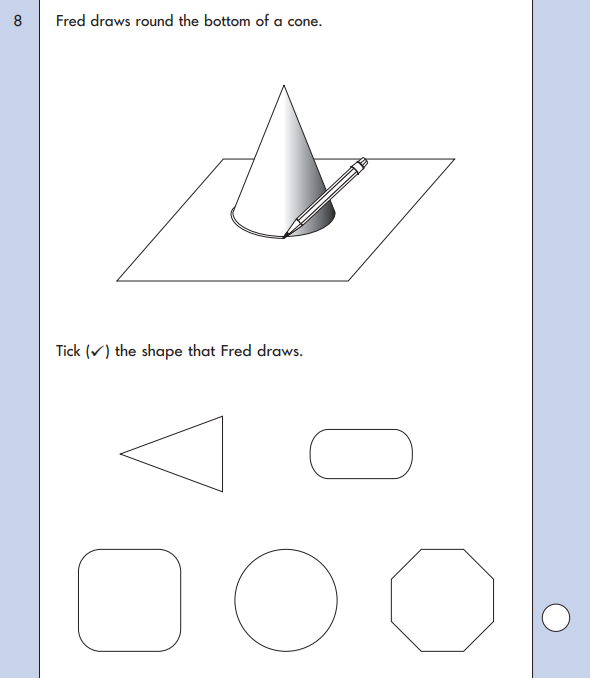 8
Fred draws round the bottom of a cone.
Tick (✓) the shape that Fred draws.